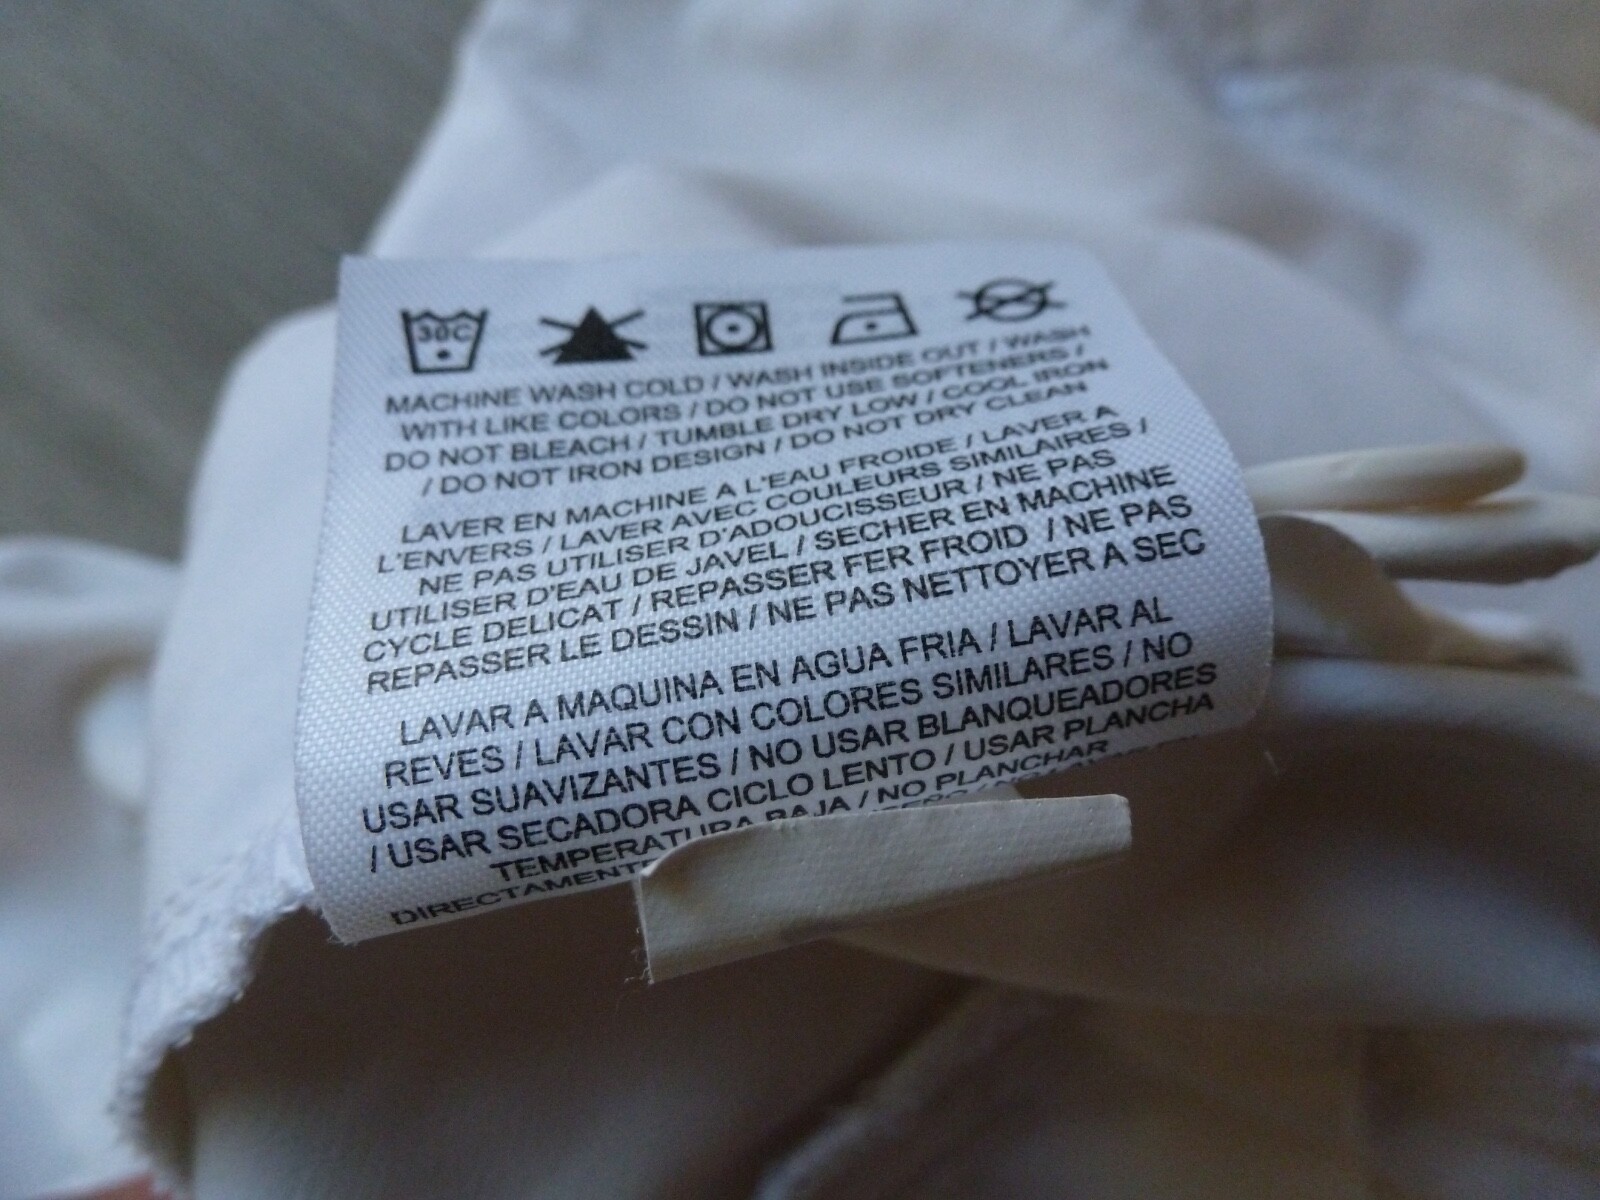 30C
MACHINE WASH COLD / WASH INSIDE OUT / WASH
WITH LIKE COLORS / DO NOT USE SOFTENERS /
DO NOT BLEACH / TUMBLE DRY LOW / COOL IRON
/ DO NOT IRON DESIGN / DO NOT DRY CLEAN
LAVER EN MACHINE A L'EAU FROIDE / LAVER A
L'ENVERS / LAVER AVEC COULEURS SIMILAIRES /
NE PAS UTILISER D'ADOUCISSEUR / NE PAS
UTILISER D'EAU DE JAVEL / SECHER EN MACHINE
CYCLE DELICAT / REPASSER FER FROID / NE PAS
REPASSER LE DESSIN / NE PAS NETTOYER A SEC
LAVAR A MAQUINA EN AGUA FRIA / LAVAR AL
REVES / LAVAR CON COLORES SIMILARES / NO
USAR SUAVIZANTES / NO USAR BLANQUEADORES
/ USAR SECADORA CICLO LENTO / USAR PLANCHA
TEMPERATURA BAJA / NO PLANCHAR
DIRECTAMENTE